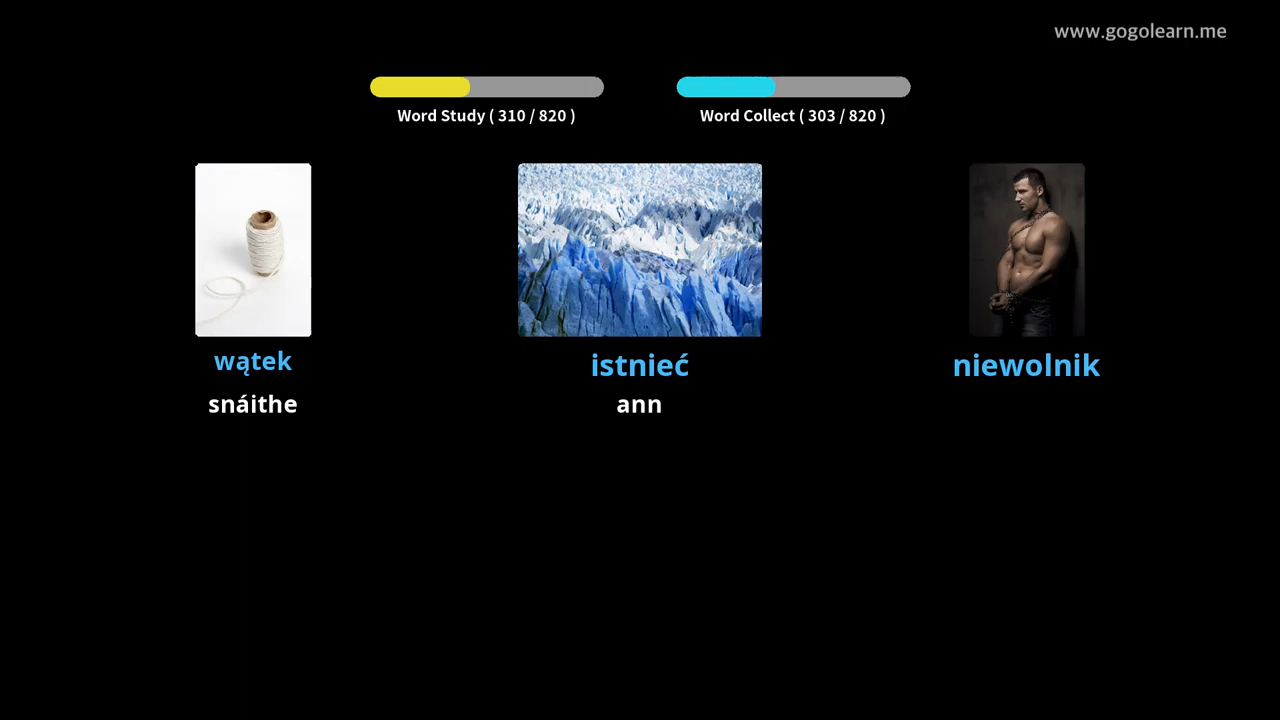 www.gogolearn.me
Word Study ( 310 / 820 )
Word Collect ( 303 / 820 )
wątek
istnieć
niewolnik
snáithe
ann